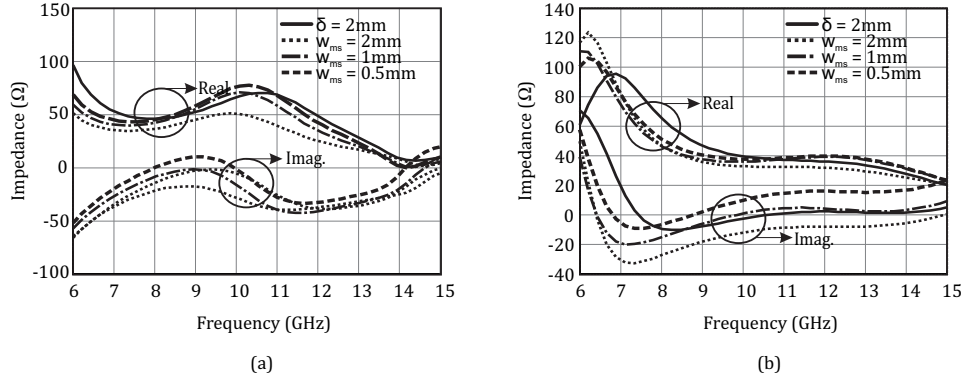 150
100
50
0
-50
-100
Impedance (Ω)
δ = 2mm
wms = 2mm
wms = 1mm
wms = 0.5mm
Real
Imag.
6 7 8 9 10 11 12 13 14 15
Frequency (GHz)
(a)
140
120
100
80
60
40
20
0
-20
-40
Impedance (Ω)
δ = 2mm
wms = 2mm
wms = 1mm
wms = 0.5mm
Real
Imag.
6 7 8 9 10 11 12 13 14 15
Frequency (GHz)
(b)